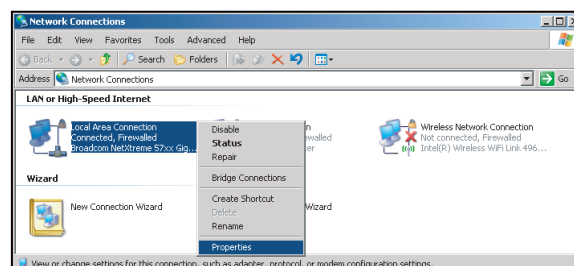 Network Connections
File Edit View Favorites Tools Advanced Help
Back Search Folders
Address Network Connections Go
LAN or High-Speed Internet
Local Area Connection
Connected, Firewalled
Broadcom NetXtreme 57xx Gig...
Disable
Status
Repair
Bridge Connections
Create Shortcut
Delete
Rename
Properties
Wireless Network Connection
Not connected, Firewalled
Intel(R) Wireless WiFi Link 496...
Wizard
New Connection Wizard
Wizard
View or change settings for this connection, such as adapter, protocol, or modem configuration settings.